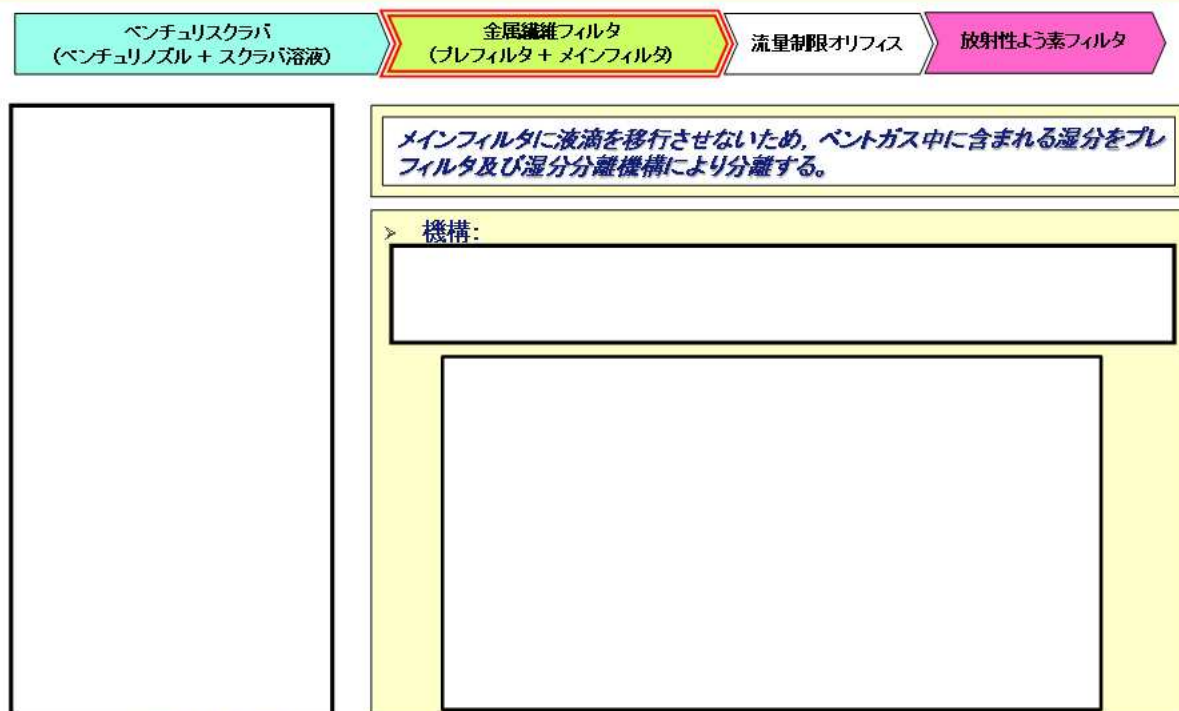 ベンチュリスクラバ
(ベンチュリノズル + スクラバ溶液)
金属繊維フィルタ
(プレフィルタ + メインフィルタ)
流量制限オリフィス
放射性よう素フィルタ
メインフィルタに液滴を移行させないため，ベントガス中に含まれる湿分をプレ
フィルタ及び湿分分離機構により分離する。
➢ 機構: